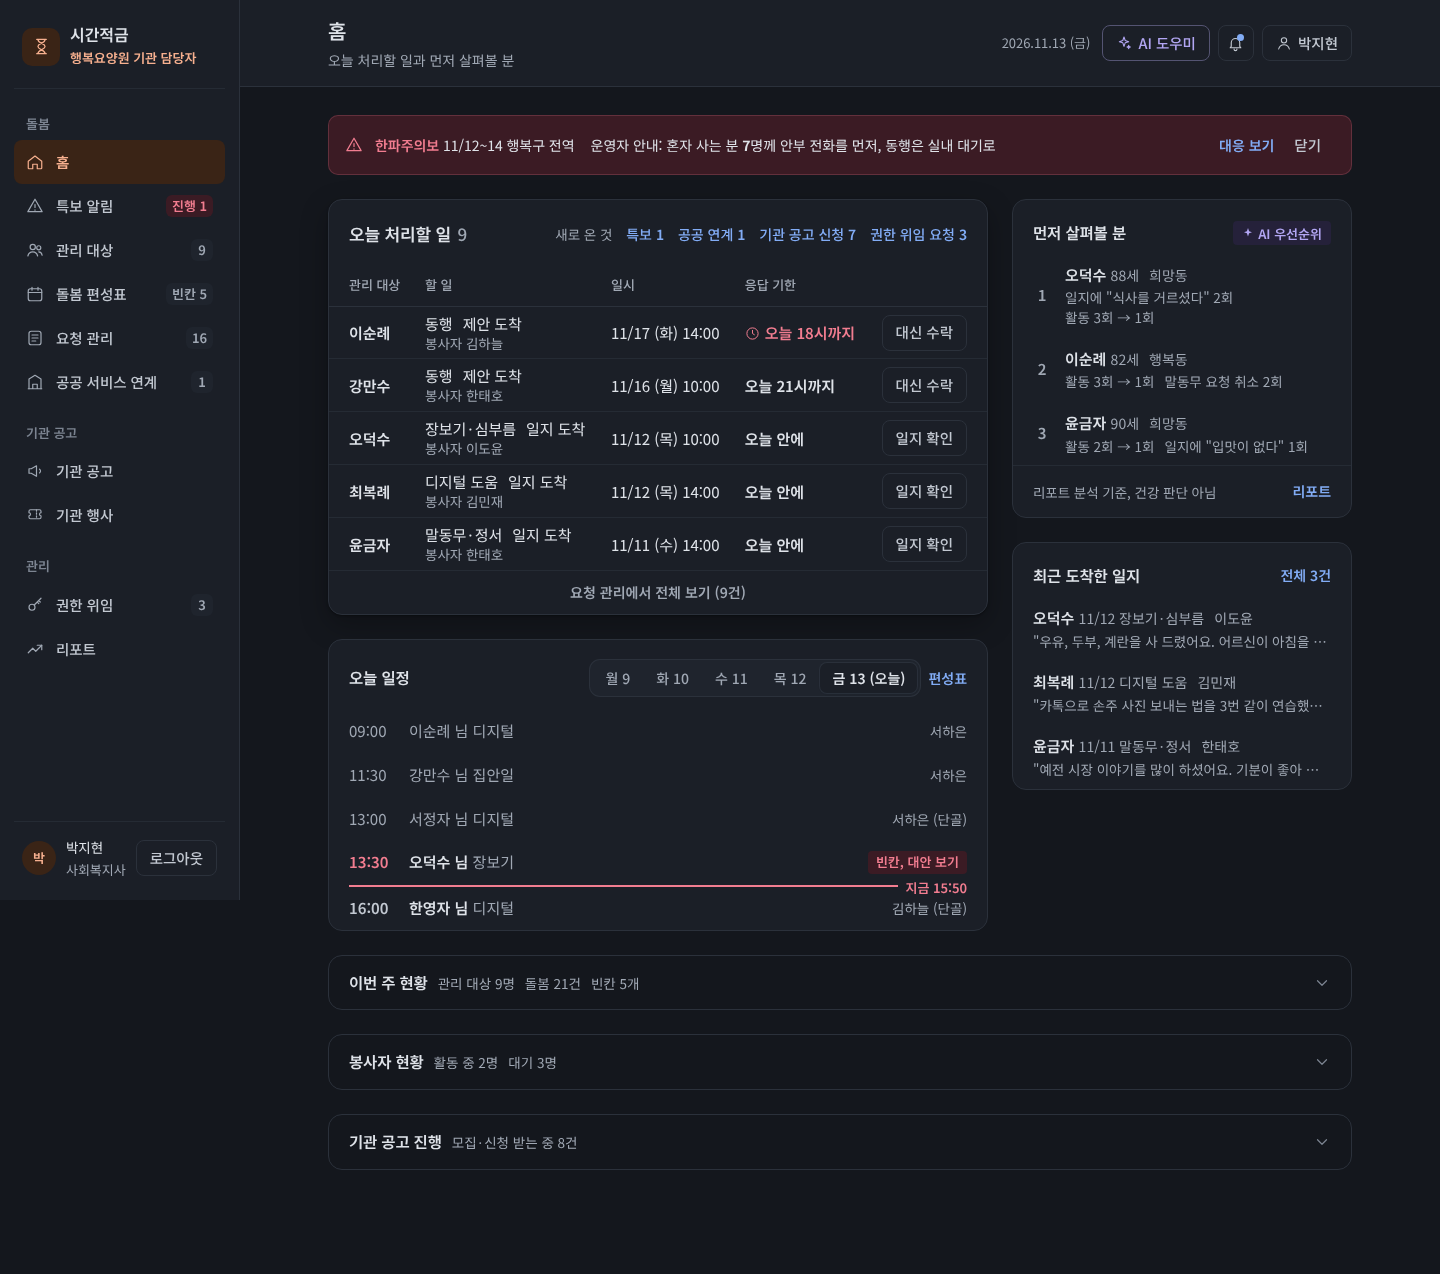 시간적금
행복요양원 기관 담당자
돌봄
홈
특보 알림 진행 1
관리 대상 9
돌봄 편성표 빈칸 5
요청 관리 16
공공 서비스 연계 1
기관 공고
기관 공고
기관 행사
관리
권한 위임 3
리포트
박
박지현
사회복지사
로그아웃
홈
오늘 처리할 일과 먼저 살펴볼 분
2026.11.13 (금) AI 도우미 박지현
한파주의보 11/12~14 행복구 전역 운영자 안내: 혼자 사는 분 7명께 안부 전화를 먼저, 동행은 실내 대기로 대응 보기 닫기
오늘 처리할 일 9 새로 온 것 특보 1 공공 연계 1 기관 공고 신청 7 권한 위임 요청 3
관리 대상 할 일 일시 응답 기한
이순례 동행 제안 도착 11/17 (화) 14:00 오늘 18시까지 대신 수락
봉사자 김하늘
강만수 동행 제안 도착 11/16 (월) 10:00 오늘 21시까지 대신 수락
봉사자 한태호
오덕수 장보기·심부름 일지 도착 11/12 (목) 10:00 오늘 안에 일지 확인
봉사자 이도윤
최복례 디지털 도움 일지 도착 11/12 (목) 14:00 오늘 안에 일지 확인
봉사자 김민재
윤금자 말동무·정서 일지 도착 11/11 (수) 14:00 오늘 안에 일지 확인
봉사자 한태호
요청 관리에서 전체 보기 (9건)
먼저 살펴볼 분 AI 우선순위
1 오덕수 88세 희망동
일지에 "식사를 거르셨다" 2회
활동 3회 → 1회
2 이순례 82세 행복동
활동 3회 → 1회 말동무 요청 취소 2회
3 윤금자 90세 희망동
활동 2회 → 1회 일지에 "입맛이 없다" 1회
리포트 분석 기준, 건강 판단 아님 리포트
최근 도착한 일지 전체 3건
오덕수 11/12 장보기·심부름 이도윤
"우유, 두부, 계란을 사 드렸어요. 어르신이 아침을 …
최복례 11/12 디지털 도움 김민재
"카톡으로 손주 사진 보내는 법을 3번 같이 연습했…
윤금자 11/11 말동무·정서 한태호
"예전 시장 이야기를 많이 하셨어요. 기분이 좋아 …
오늘 일정 월 9 화 10 수 11 목 12 금 13 (오늘) 편성표
09:00 이순례 님 디지털 서하은
11:30 강만수 님 집안일 서하은
13:00 서정자 님 디지털 서하은 (단골)
13:30 오덕수 님 장보기 빈칸, 대안 보기
지금 15:50
16:00 한영자 님 디지털 김하늘 (단골)
이번 주 현황 관리 대상 9명 돌봄 21건 빈칸 5개
봉사자 현황 활동 중 2명 대기 3명
기관 공고 진행 모집·신청 받는 중 8건